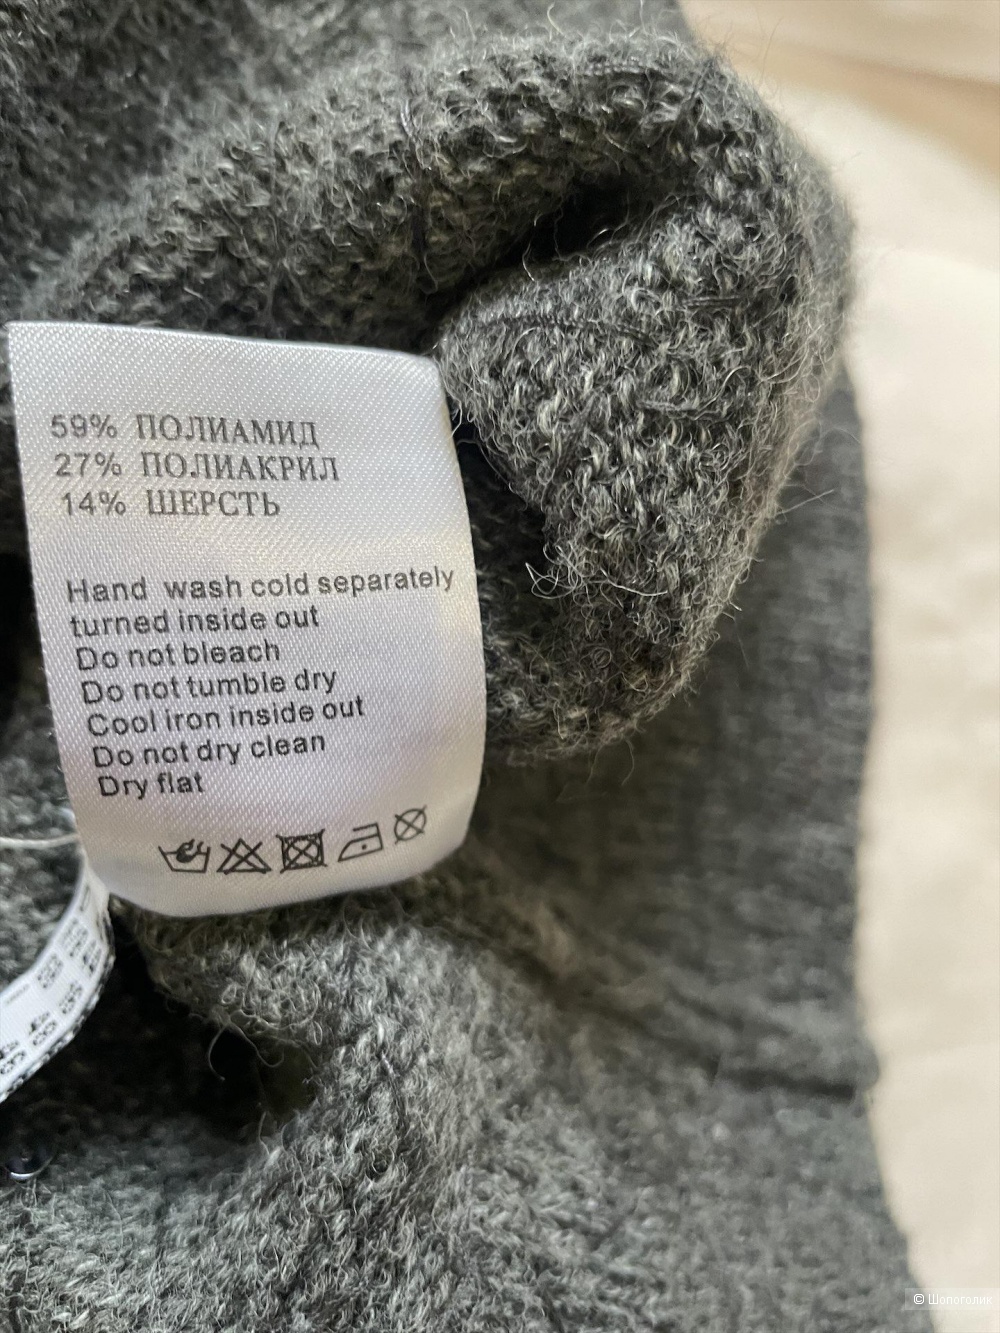 59% ПОЛИАМИД
27% ПОЛИАКРИЛ
14% ШЕРСТЬ
Hand wash cold separately
turned inside out
Do not bleach
Do not tumble dry
Cool iron inside out
Do not dry clean
Dry flat
© Шопоголик